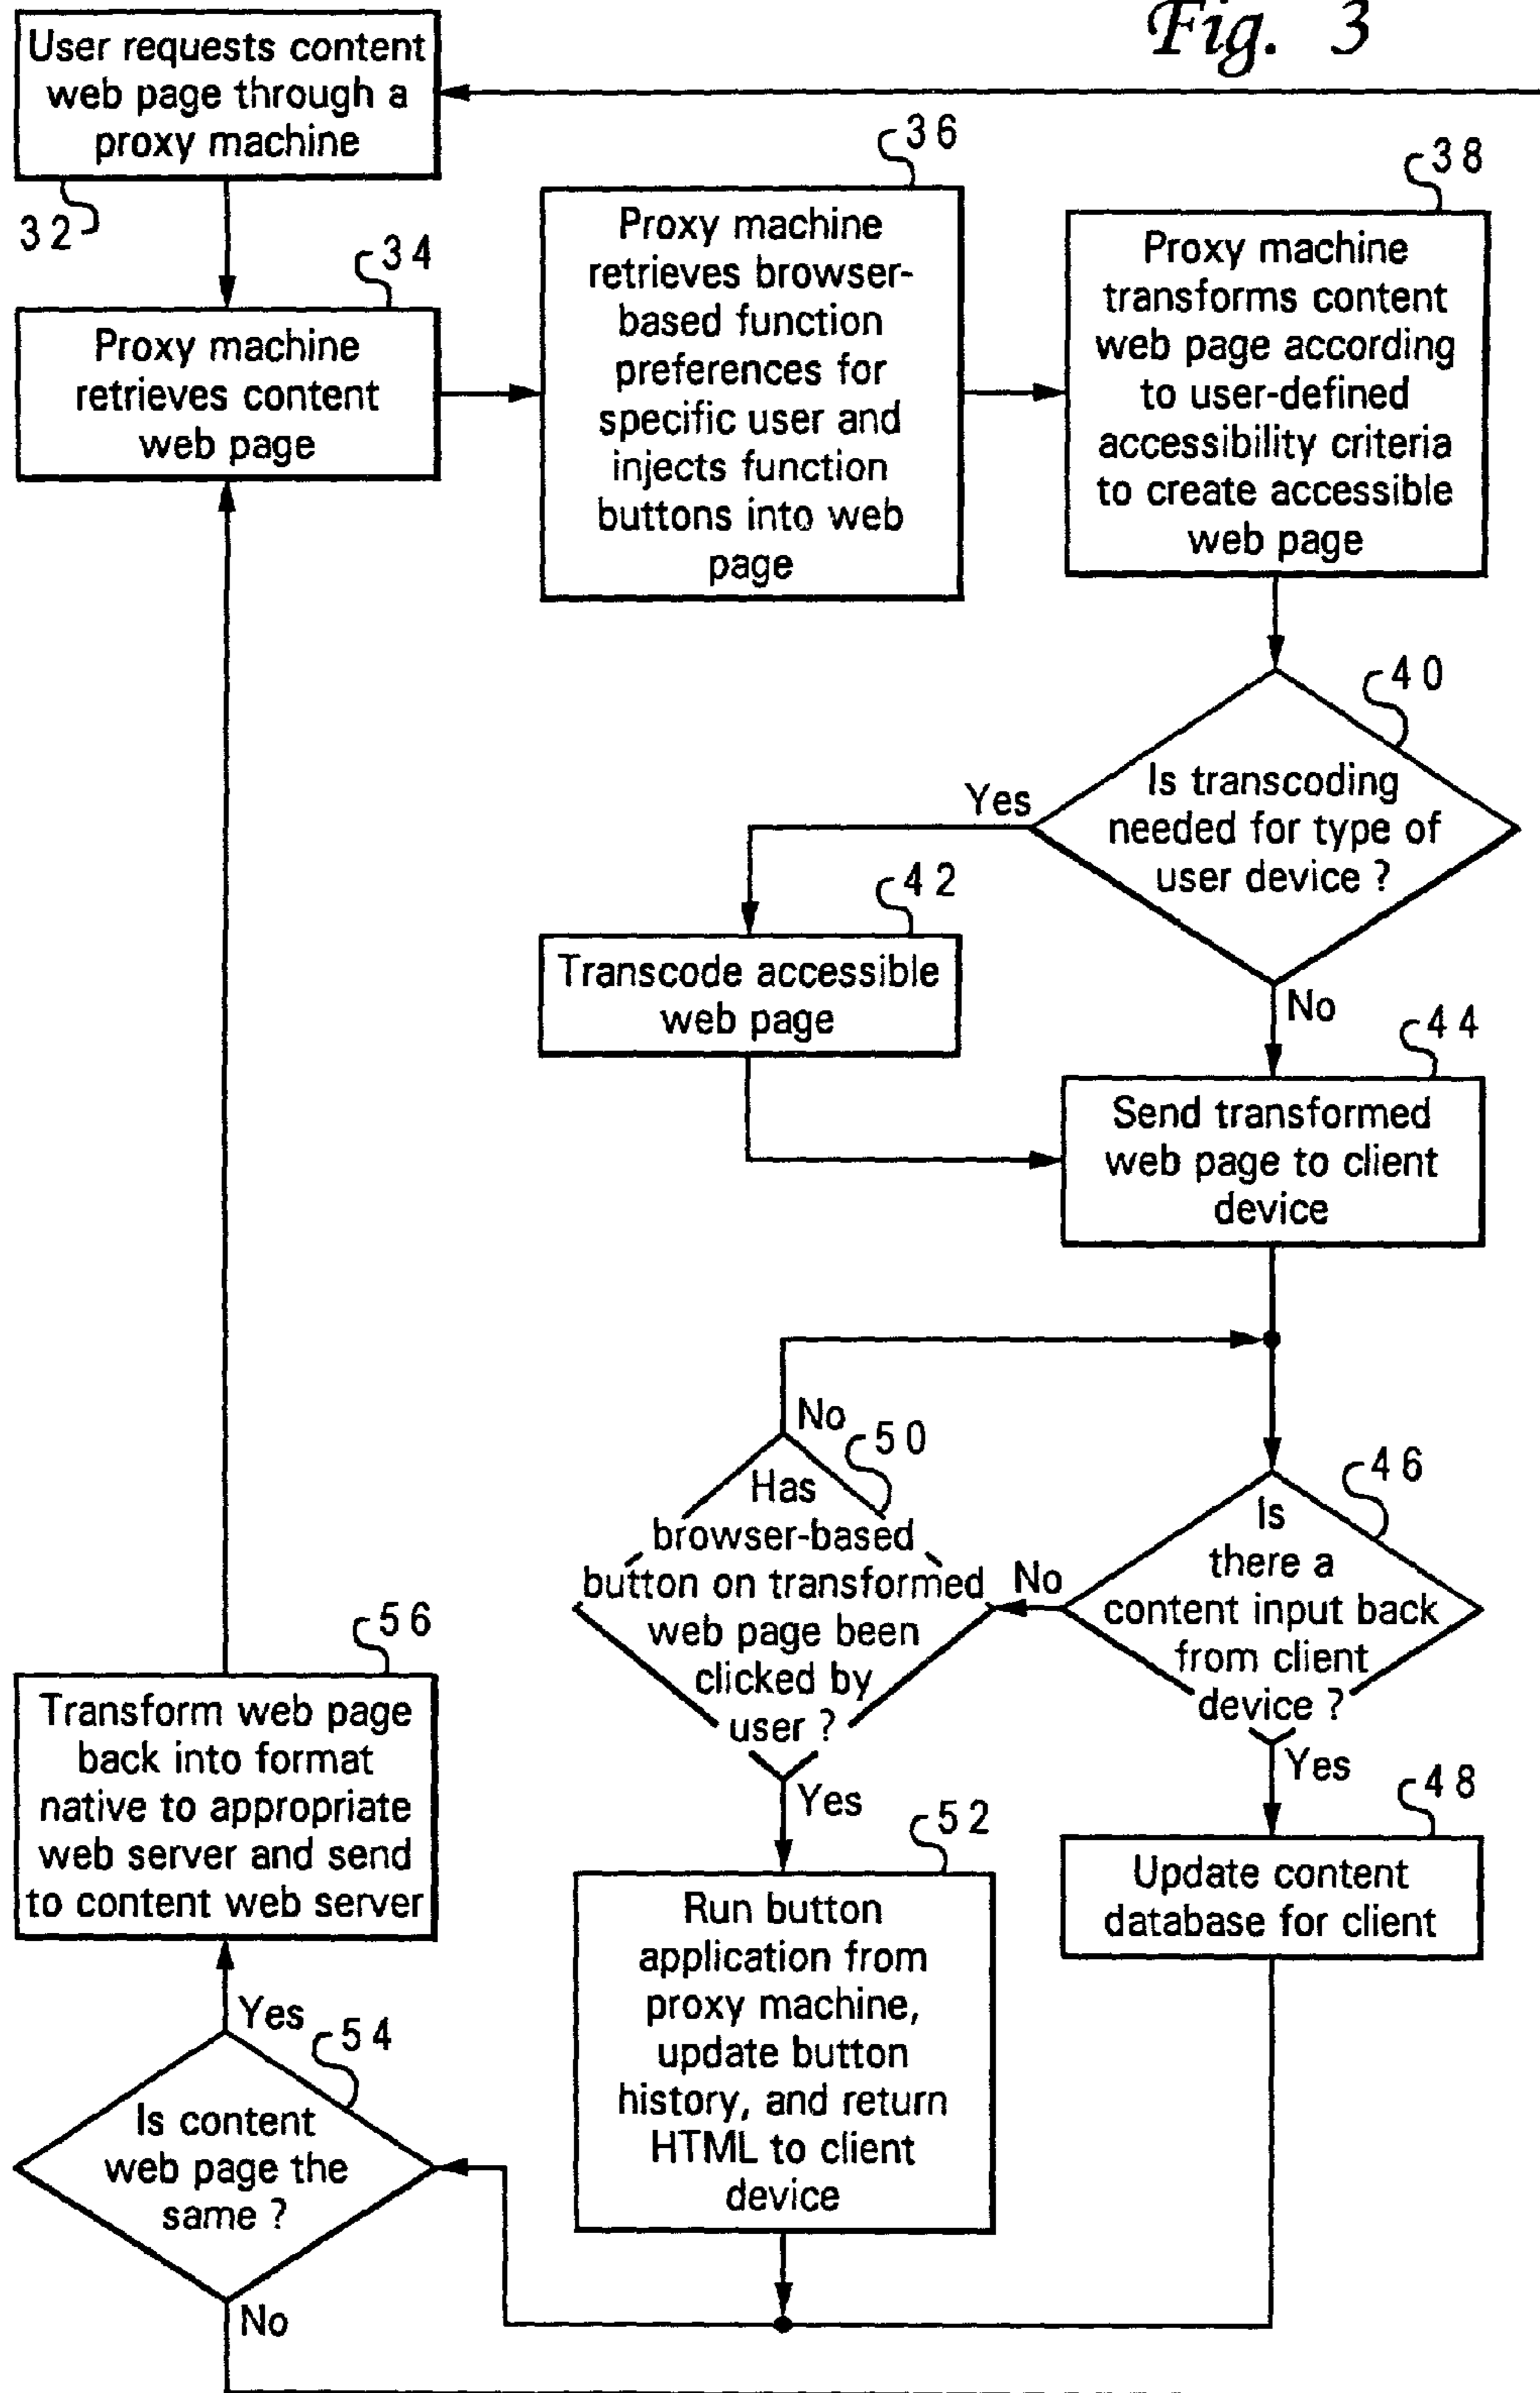 Fig. 3
User requests content
web page through a
proxy machine
32
34
Proxy machine
retrieves content
web page
36
Proxy machine
retrieves browser-
based function
preferences for
specific user and
injects function
buttons into web
page
38
Proxy machine
transforms content
web page according
to user-defined
accessibility criteria
to create accessible
web page
40
Is transcoding
needed for type of
user device ?
Yes
No
42
Transcode accessible
web page
44
Send transformed
web page to client
device
46
Is
there a
content input back
from client
device ?
No
Yes
48
Update content
database for client
50
No
Has
browser-based
button on transformed
web page been
clicked by
user ?
Yes
52
Run button
application from
proxy machine,
update button
history, and return
HTML to client
device
54
Is content
web page the
same ?
Yes
No
56
Transform web page
back into format
native to appropriate
web server and send
to content web server